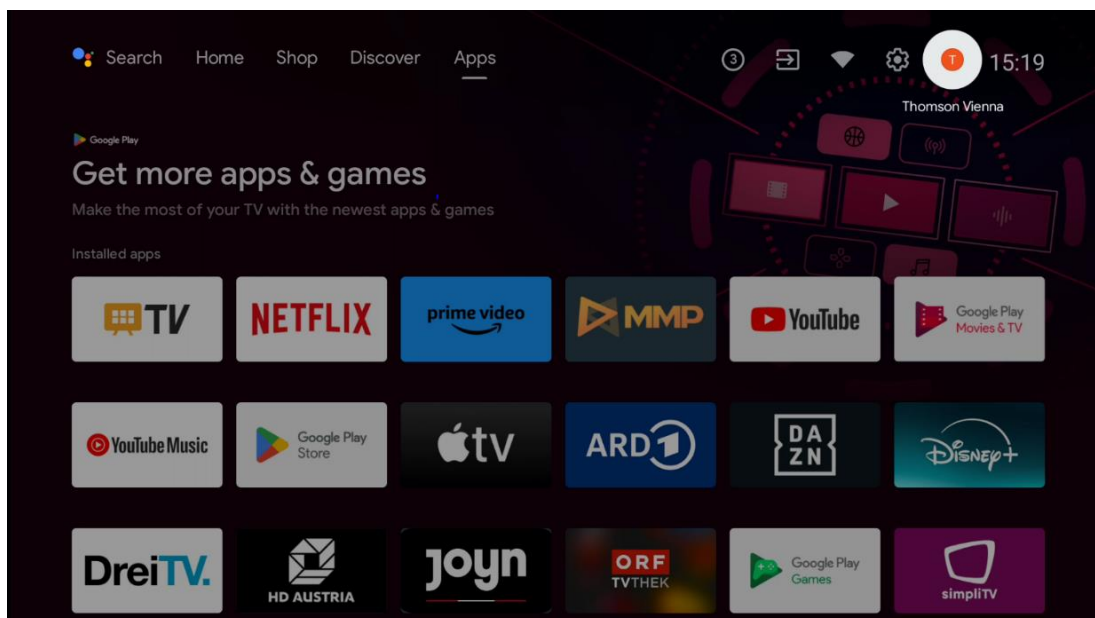 Search Home Shop Discover Apps 3 T 15:19
Thomson Vienna
Google Play
Get more apps & games
Make the most of your TV with the newest apps & games
Installed apps
TV NETFLIX prime video MMP YouTube Google Play
Movies & TV
YouTube Music Google Play
Store tv ARD 1 DA
ZN Disney+
DreiTV. HD AUSTRIA Joyn ORF
TVTHEK Google Play
Games simpliTV